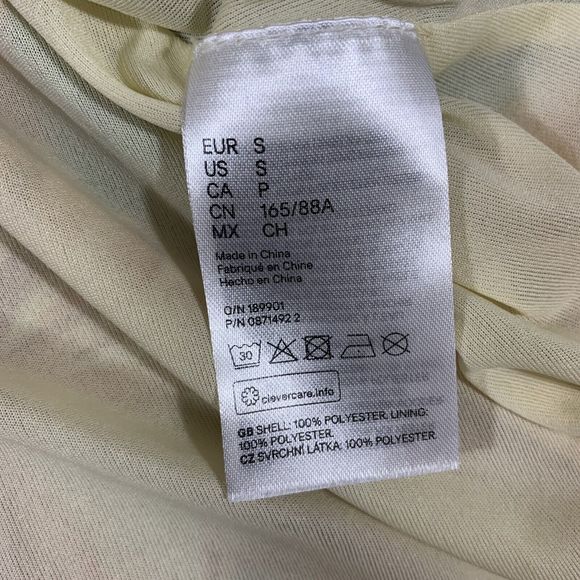 EUR S
US S
CA P
CN 165/88A
MX CH
Made in China
Fabriqué en Chine
Hecho en China
O/N 189901
P/N 0871492 2
30
clevercare.info
GB SHELL: 100% POLYESTER. LINING:
100% POLYESTER.
CZ SVRCHNÍ LÁTKA: 100% POLYESTER.